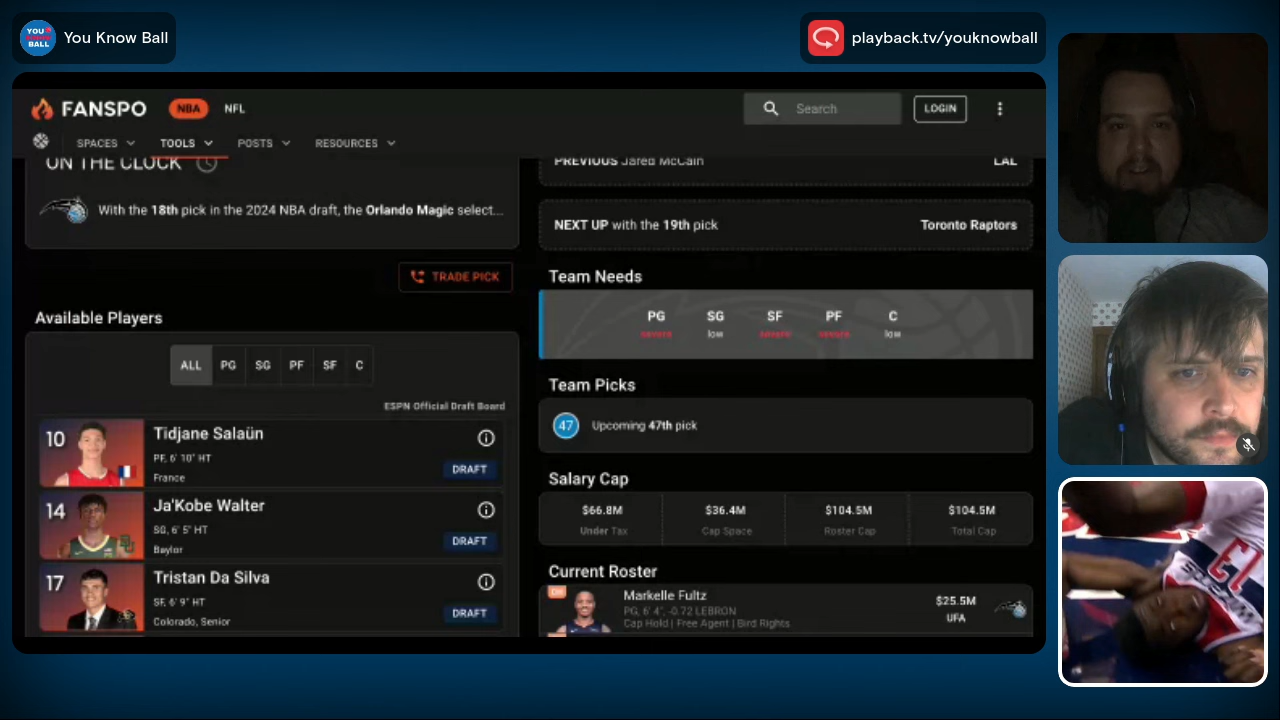 YOU
BALL
You Know Ball
playback.tv/youknowball
FANSPO
NBA
NFL
Search
LOGIN
SPACES
TOOLS
POSTS
RESOURCES
ON THE CLOCK
With the 18th pick in the 2024 NBA draft, the Orlando Magic select...
TRADE PICK
Available Players
ALL
PG
SG
PF
SF
C
ESPN Official Draft Board
10
Tidjane Salaün
PF, 6' 10" HT
France
DRAFT
14
Ja'Kobe Walter
SG, 6' 5" HT
Baylor
DRAFT
17
Tristan Da Silva
SF, 6' 9" HT
Colorado, Senior
DRAFT
PREVIOUS Jared McCain
LAL
NEXT UP with the 19th pick
Toronto Raptors
Team Needs
PG SG SF PF C
severe low severe severe low
Team Picks
47 Upcoming 47th pick
Salary Cap
$66.8M $36.4M $104.5M $104.5M
Under Tax Cap Space Roster Cap Total Cap
Current Roster
Markelle Fultz
PG, 6' 4", -0.72 LEBRON
Cap Hold | Free Agent | Bird Rights
$25.5M
UFA
13